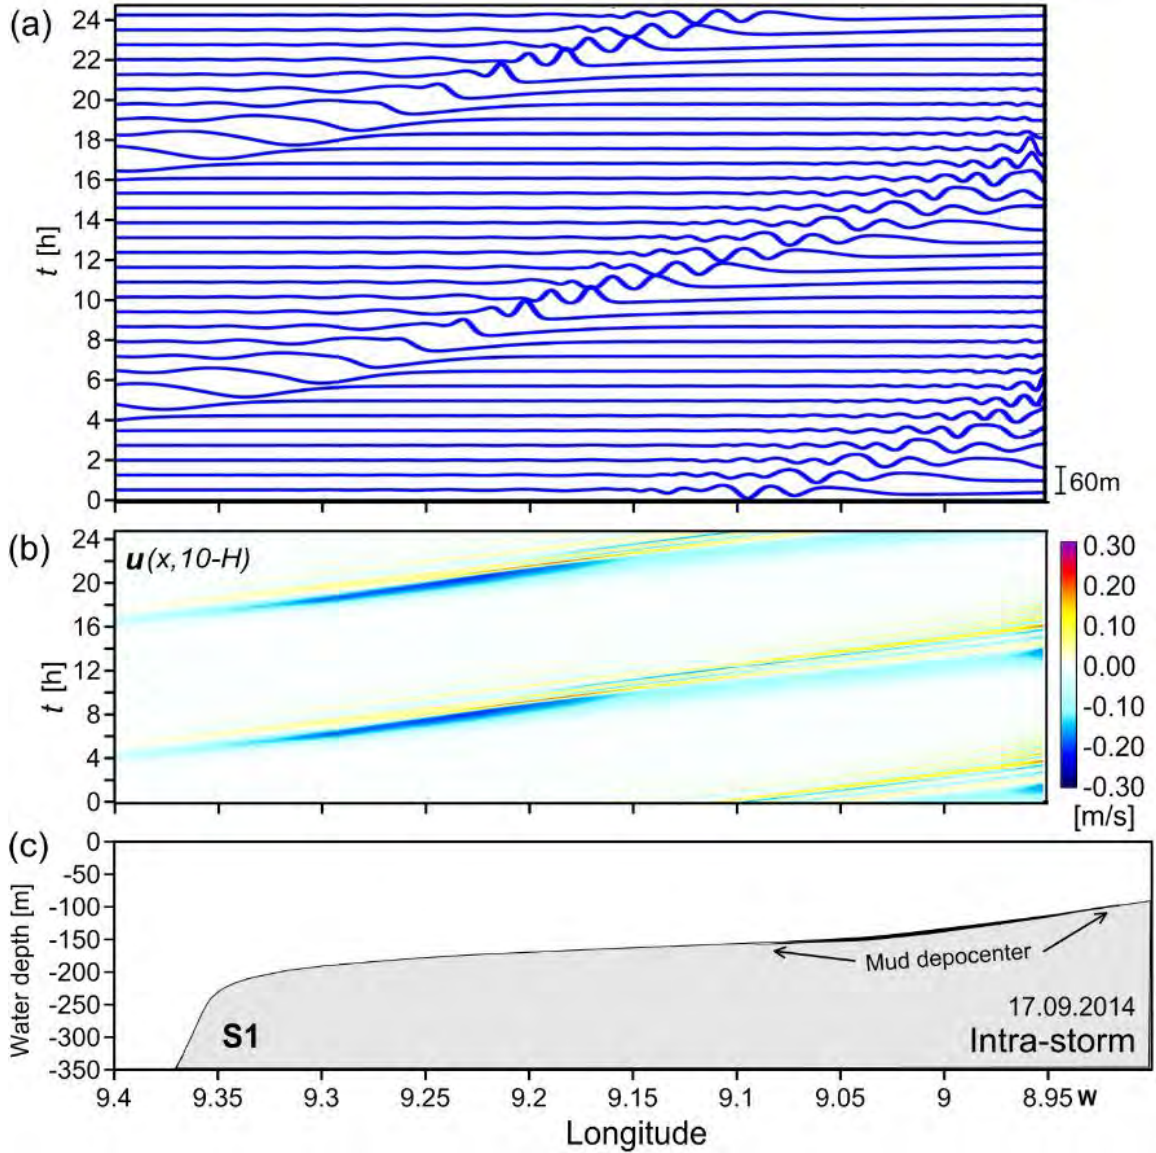 (a)
24
22
20
18
16
14
12
10
8
6
4
2
0
t [h]
60m
(b)
u(x,10-H)
24
20
16
12
8
4
0
t [h]
0.30
0.20
0.10
0.00
-0.10
-0.20
-0.30
[m/s]
(c)
0
-50
-100
-150
-200
-250
-300
-350
Water depth [m]
Mud depocenter
S1
17.09.2014
Intra-storm
9.4 9.35 9.3 9.25 9.2 9.15 9.1 9.05 9 8.95 W
Longitude